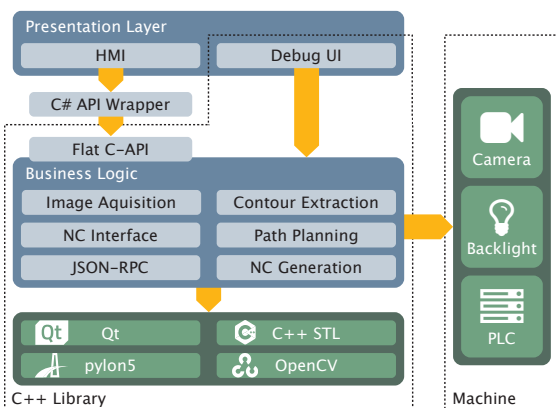 Presentation Layer
HMI
Debug UI
C# API Wrapper
Flat C-API
Business Logic
Image Aquisition
Contour Extraction
NC Interface
Path Planning
JSON-RPC
NC Generation
Qt
Qt
C++ STL
pylon5
OpenCV
C++ Library
Camera
Backlight
PLC
Machine